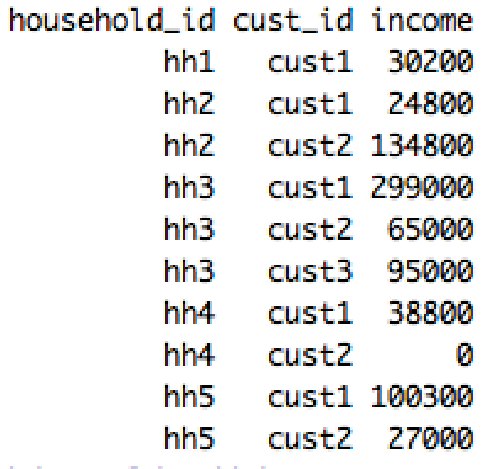 household_id cust_id income
hh1 cust1 30200
hh2 cust1 24800
hh2 cust2 134800
hh3 cust1 299000
hh3 cust2 65000
hh3 cust3 95000
hh4 cust1 38800
hh4 cust2 0
hh5 cust1 100300
hh5 cust2 27000